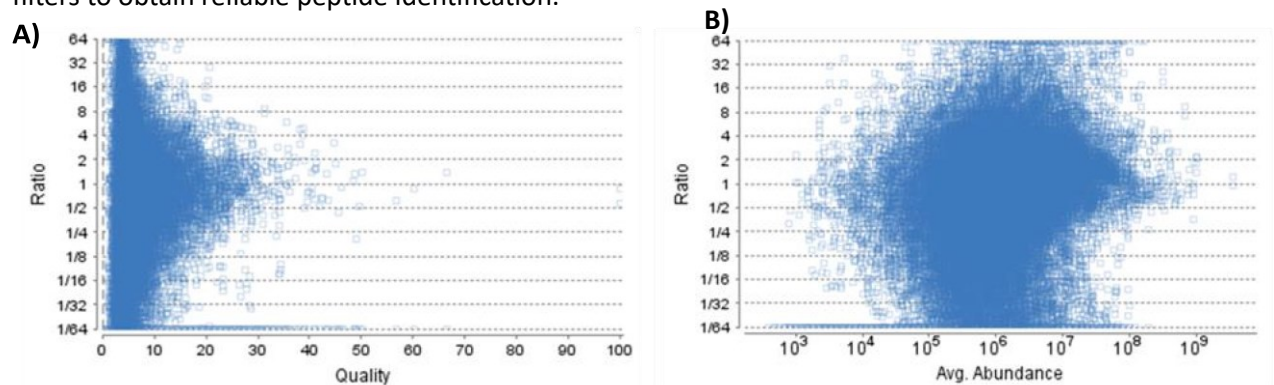 filters to obtain reliable peptide identification.
A)
64
32
16
8
4
2
1
1/2
1/4
1/8
1/16
1/32
1/64
Ratio
0 10 20 30 40 50 60 70 80 90 100
Quality
B)
64
32
16
8
4
2
1
1/2
1/4
1/8
1/16
1/32
1/64
Ratio
10³ 10⁴ 10⁵ 10⁶ 10⁷ 10⁸ 10⁹
Avg. Abundance